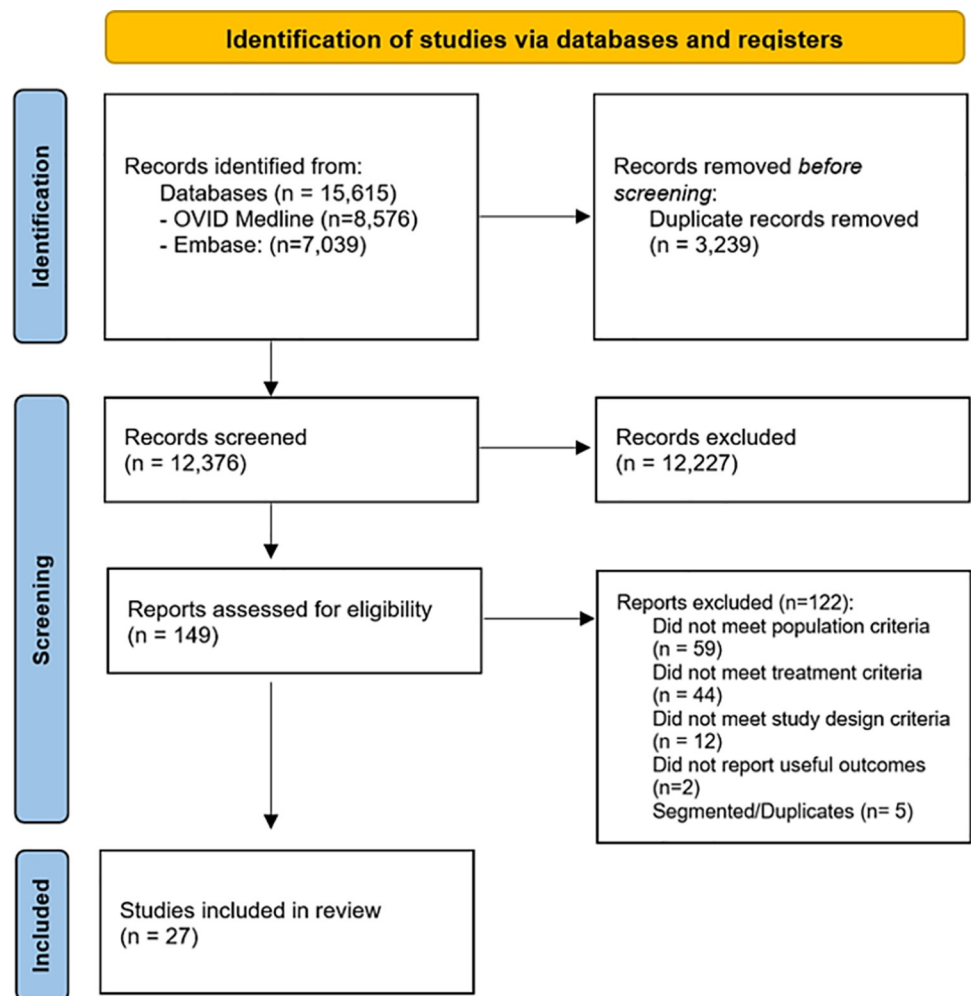 Identification of studies via databases and registers
Identification
Records identified from:
Databases (n = 15,615)
- OVID Medline (n=8,576)
- Embase: (n=7,039)
Records removed before
screening:
Duplicate records removed
(n = 3,239)
Screening
Records screened
(n = 12,376)
Records excluded
(n = 12,227)
Reports assessed for eligibility
(n = 149)
Reports excluded (n=122):
Did not meet population criteria
(n = 59)
Did not meet treatment criteria
(n = 44)
Did not meet study design criteria
(n = 12)
Did not report useful outcomes
(n=2)
Segmented/Duplicates (n= 5)
Included
Studies included in review
(n = 27)